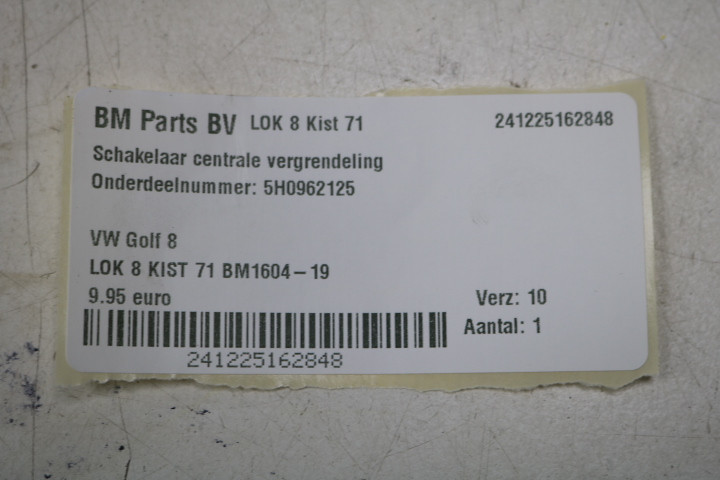 BM Parts BV LOK 8 Kist 71 241225162848
Schakelaar centrale vergrendeling
Onderdeelnummer: 5H0962125
VW Golf 8
LOK 8 KIST 71 BM1604-19
9.95 euro Verz: 10
Aantal: 1
241225162848